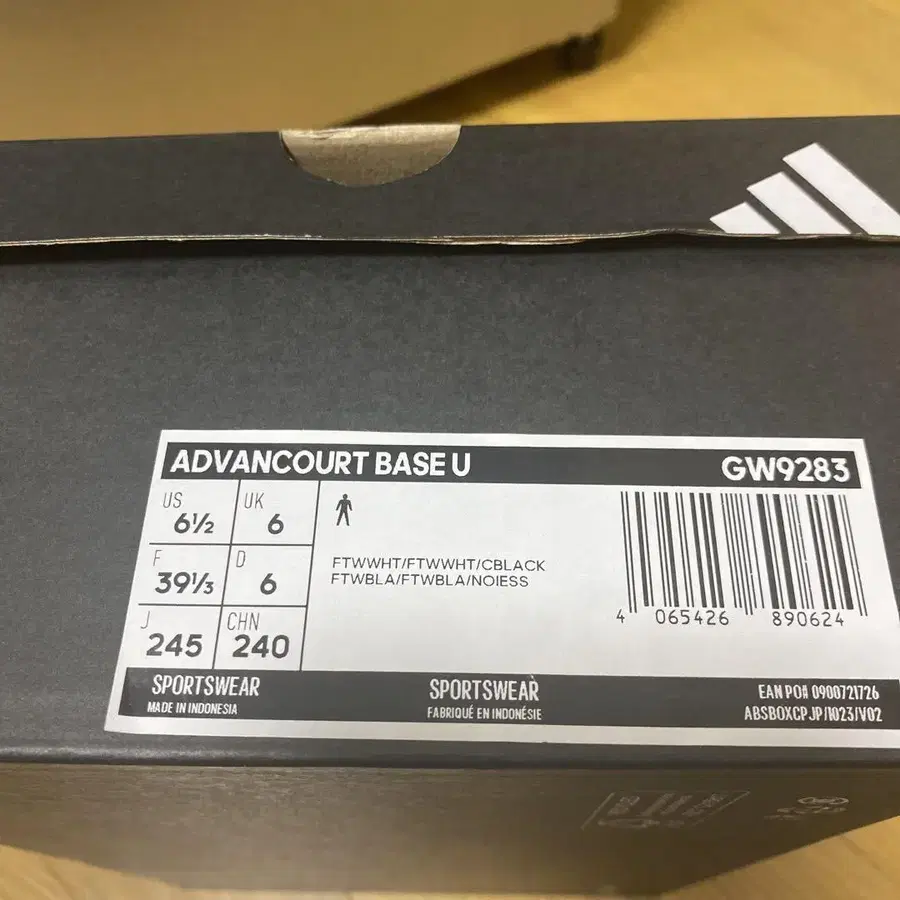 ADVANCOURT BASE U GW9283
US 6½ UK 6
F 39⅓ D 6
J 245 CHN 240
FTWWHT/FTWWHT/CBLACK
FTWBLA/FTWBLA/NOIESS
4 065426 890624
SPORTSWEAR
MADE IN INDONESIA
SPORTSWEAR
FABRIQUÉ EN INDONÉSIE
EAN PO# 0900721726
ABSBOXCP JP/1023/V02